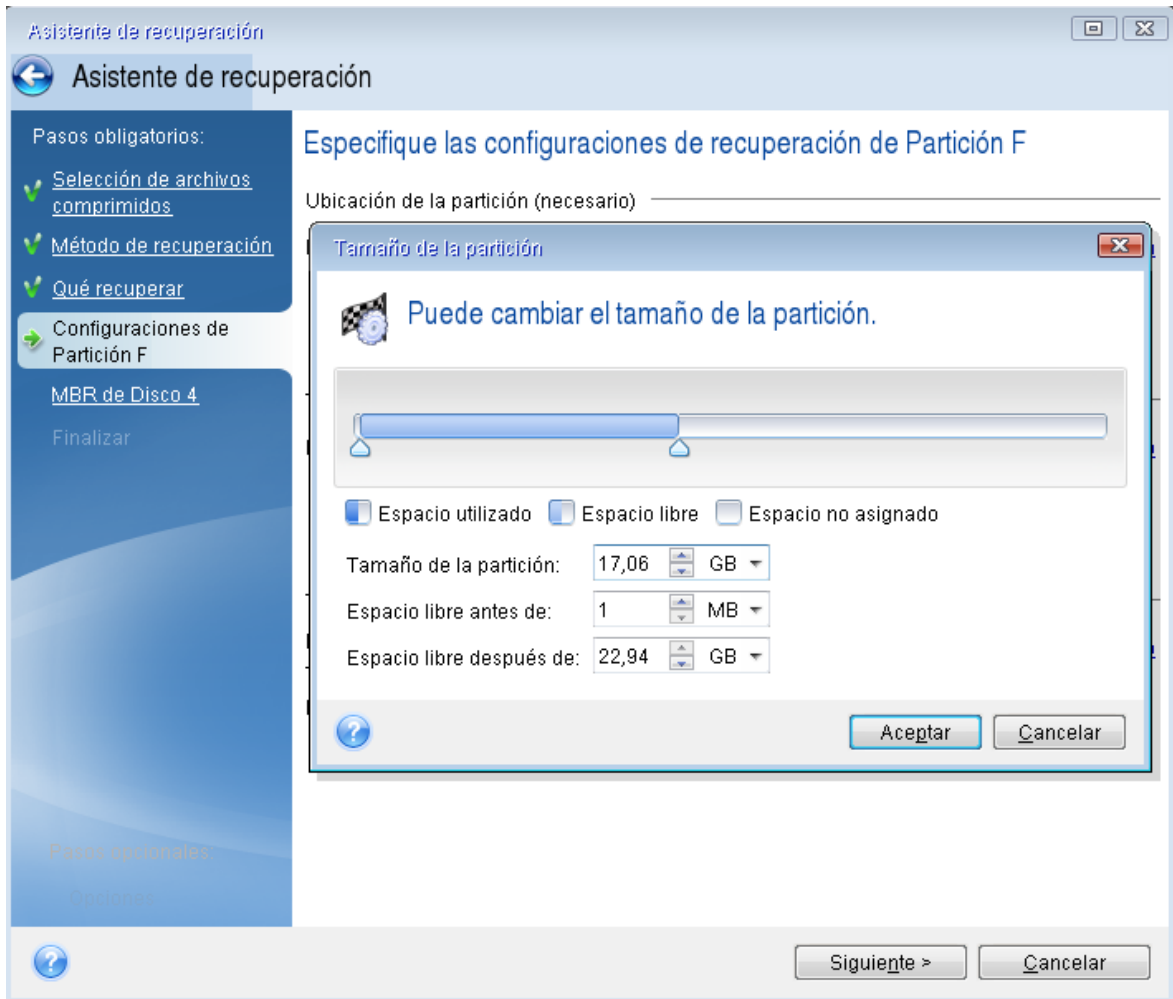 Asistente de recuperación
Asistente de recuperación
Pasos obligatorios:
Selección de archivos
comprimidos
Método de recuperación
Qué recuperar
Configuraciones de
Partición F
MBR de Disco 4
Finalizar
Pasos opcionales:
Opciones
Especifique las configuraciones de recuperación de Partición F
Ubicación de la partición (necesario)
Tamaño de la partición
Puede cambiar el tamaño de la partición.
Espacio utilizado Espacio libre Espacio no asignado
Tamaño de la partición: 17,06 GB
Espacio libre antes de: 1 MB
Espacio libre después de: 22,94 GB
Aceptar Cancelar
Siguiente > Cancelar